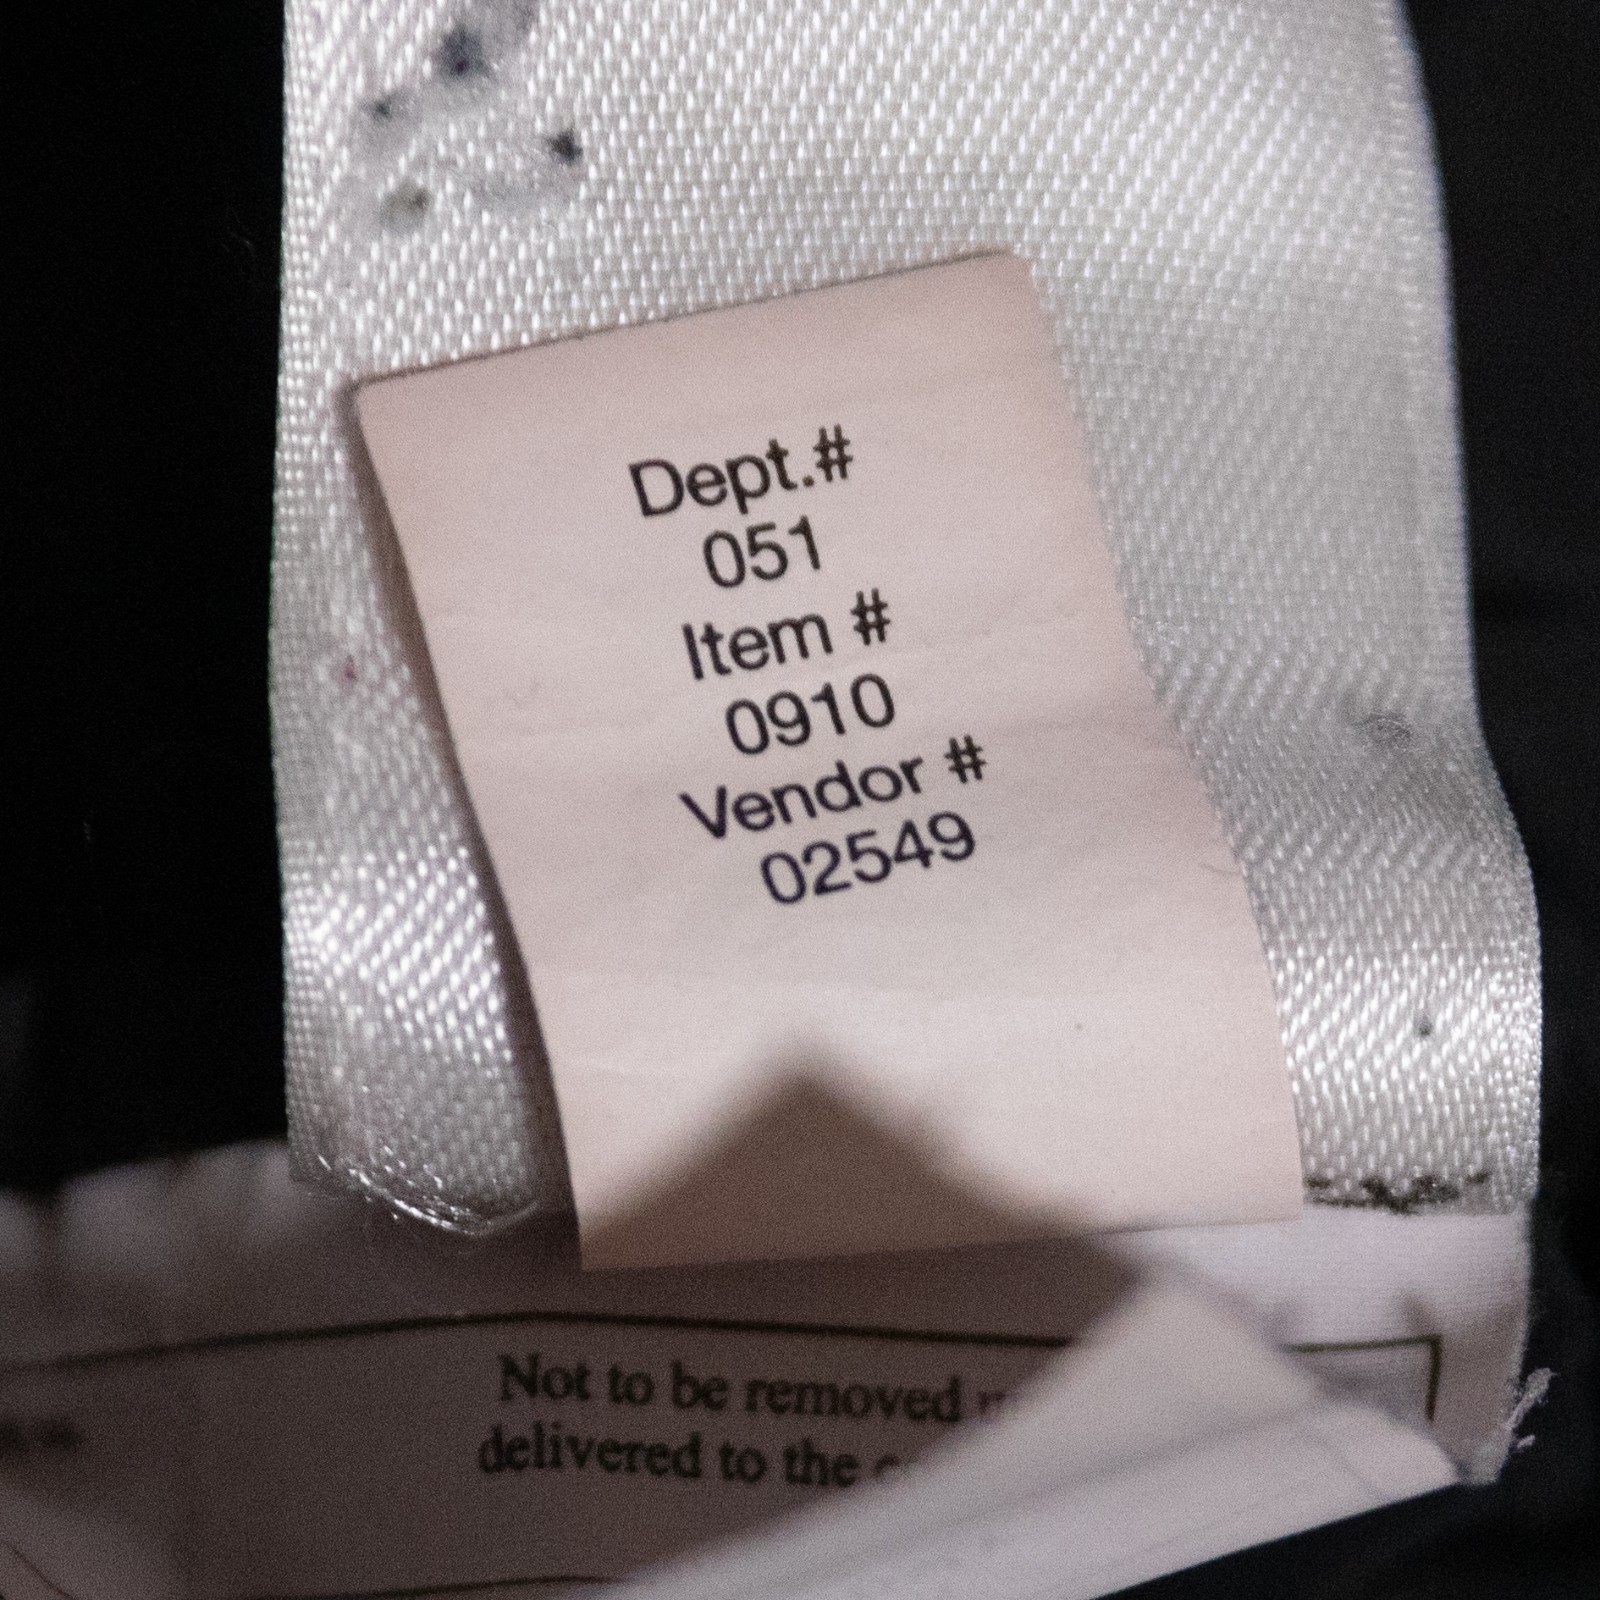 Dept.#
051
Item #
0910
Vendor #
02549
Not to be removed
delivered to the